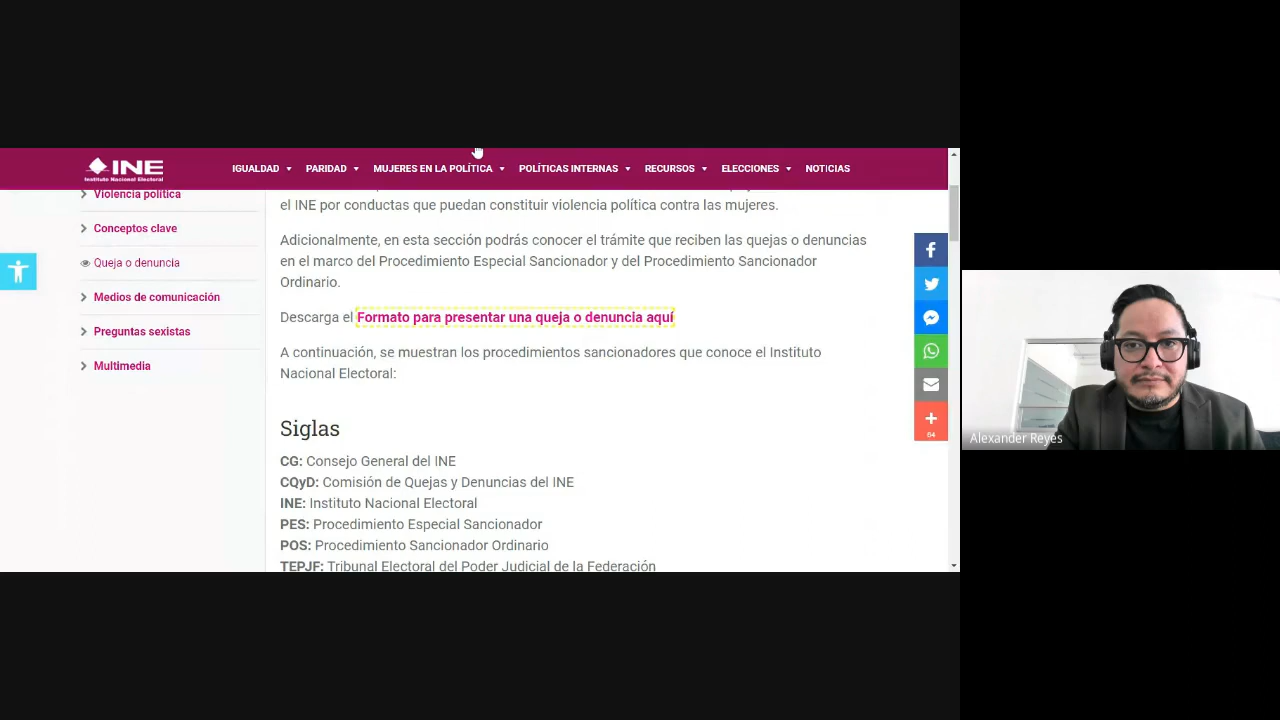 INE
Instituto Nacional Electoral
IGUALDAD
PARIDAD
MUJERES EN LA POLÍTICA
POLÍTICAS INTERNAS
RECURSOS
ELECCIONES
NOTICIAS
Violencia política
Conceptos clave
Queja o denuncia
Medios de comunicación
Preguntas sexistas
Multimedia
el INE por conductas que puedan constituir violencia política contra las mujeres.
Adicionalmente, en esta sección podrás conocer el trámite que reciben las quejas o denuncias
en el marco del Procedimiento Especial Sancionador y del Procedimiento Sancionador
Ordinario.
Descarga el Formato para presentar una queja o denuncia aquí
A continuación, se muestran los procedimientos sancionadores que conoce el Instituto
Nacional Electoral:
Siglas
CG: Consejo General del INE
CQyD: Comisión de Quejas y Denuncias del INE
INE: Instituto Nacional Electoral
PES: Procedimiento Especial Sancionador
POS: Procedimiento Sancionador Ordinario
TEPJF: Tribunal Electoral del Poder Judicial de la Federación
64
Alexander Reyes